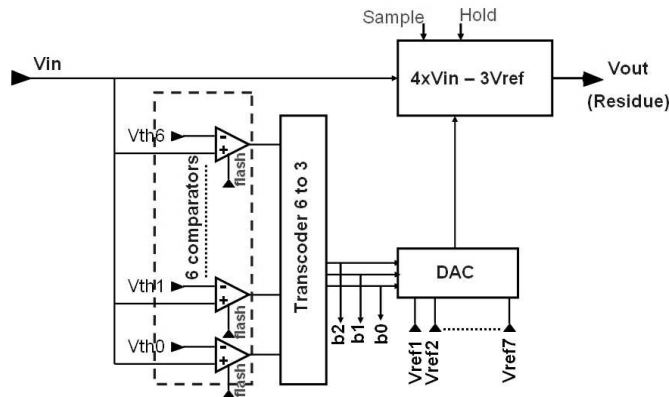 Sample
Hold
Vin
4xVin – 3Vref
Vout
(Residue)
Vth6
-
+
flash
6 comparators
Transcoder 6 to 3
Vth1
-
+
flash
DAC
b2
b1
b0
Vth0
-
+
flash
Vref1
Vref2
Vref7